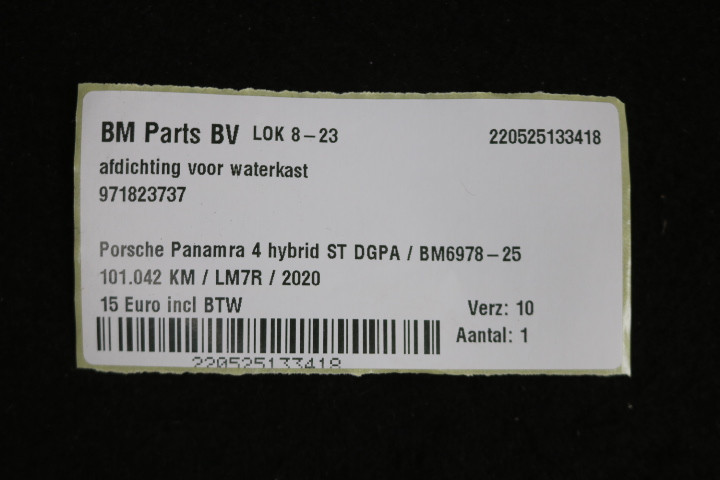 BM Parts BV LOK 8-23 220525133418
afdichting voor waterkast
971823737
Porsche Panamra 4 hybrid ST DGPA / BM6978-25
101.042 KM / LM7R / 2020
15 Euro incl BTW Verz: 10
Aantal: 1
220525133418